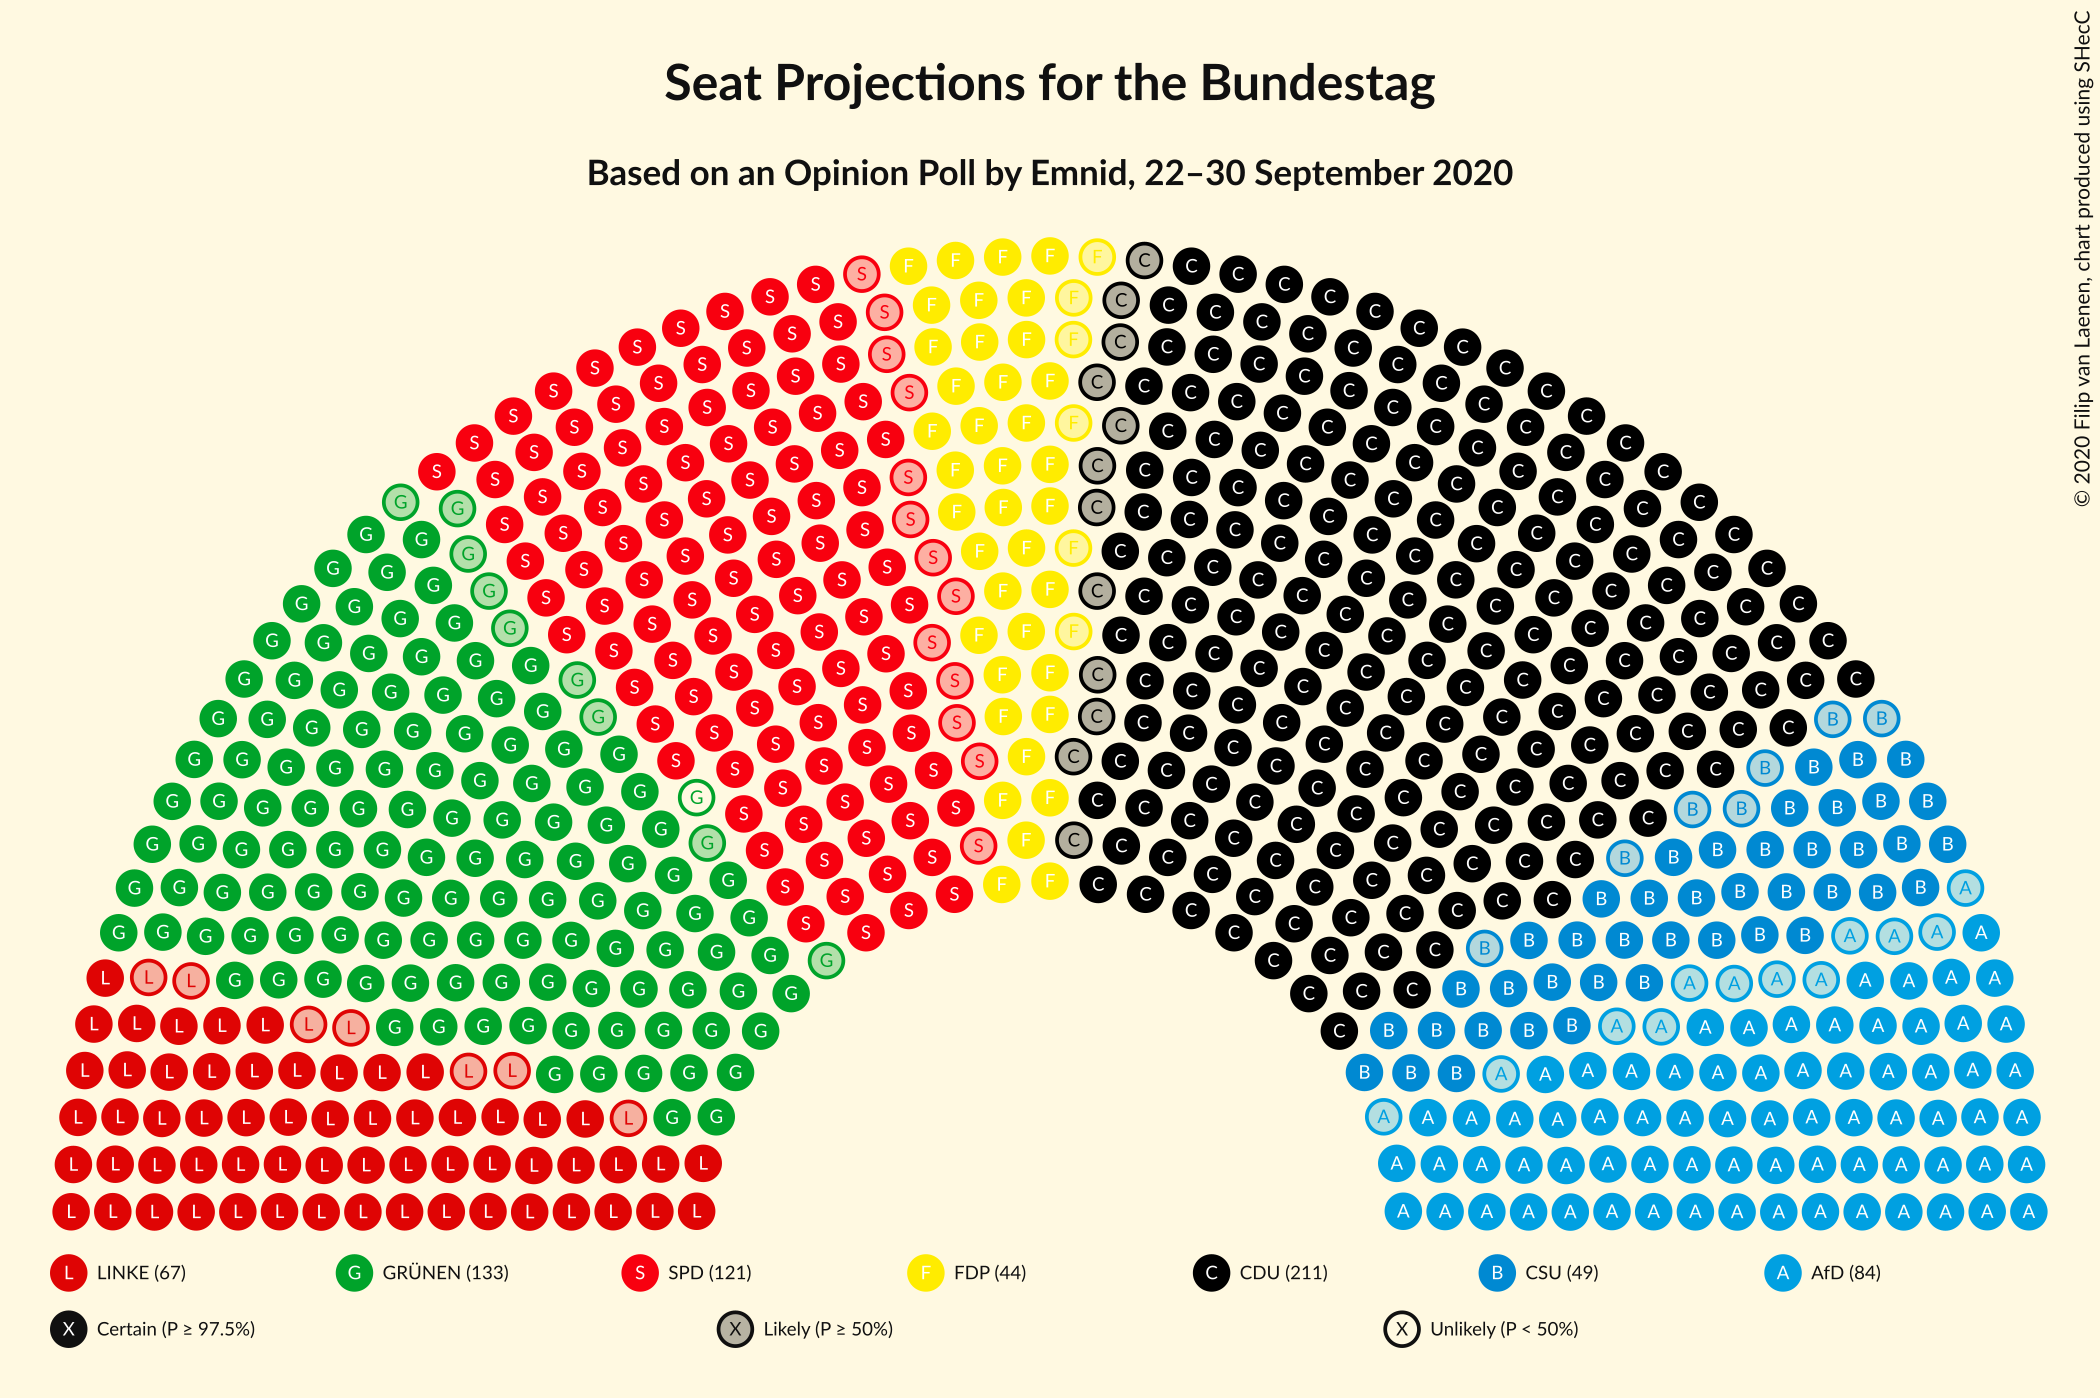 Seat Projections for the Bundestag
Based on an Opinion Poll by Emnid, 22–30 September 2020
© 2020 Filip van Laenen, chart produced using SHecC
L LINKE (67) G GRÜNEN (133) S SPD (121) F FDP (44) C CDU (211) B CSU (49) A AfD (84)
X Certain (P ≥ 97.5%) X Likely (P ≥ 50%) X Unlikely (P < 50%)